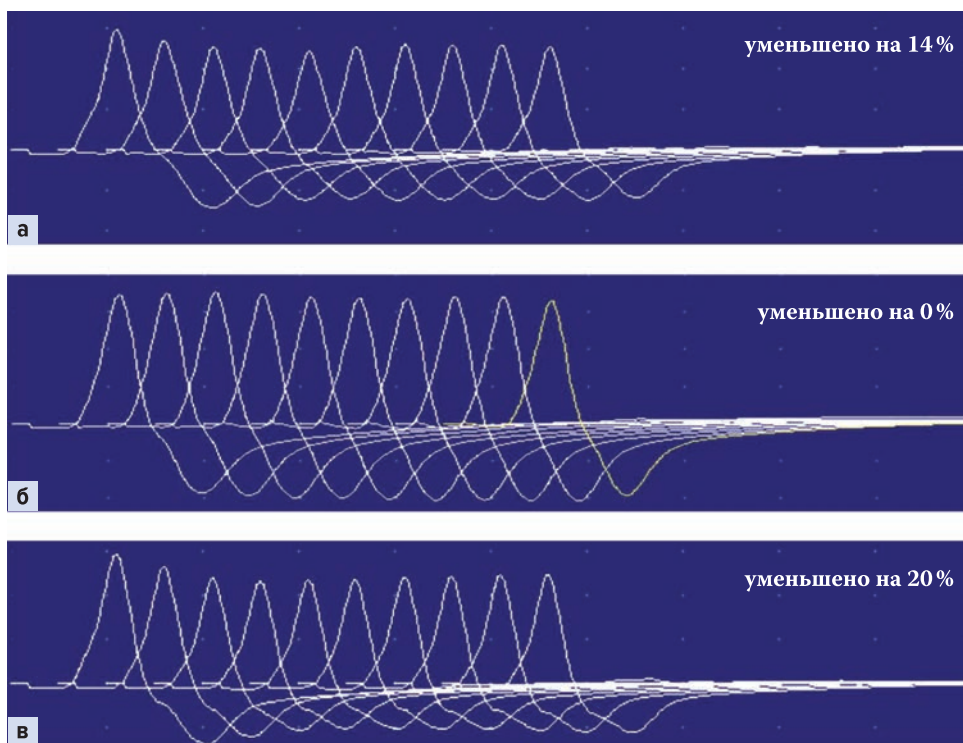 уменьшено на 14 %
а
уменьшено на 0 %
б
уменьшено на 20 %
в